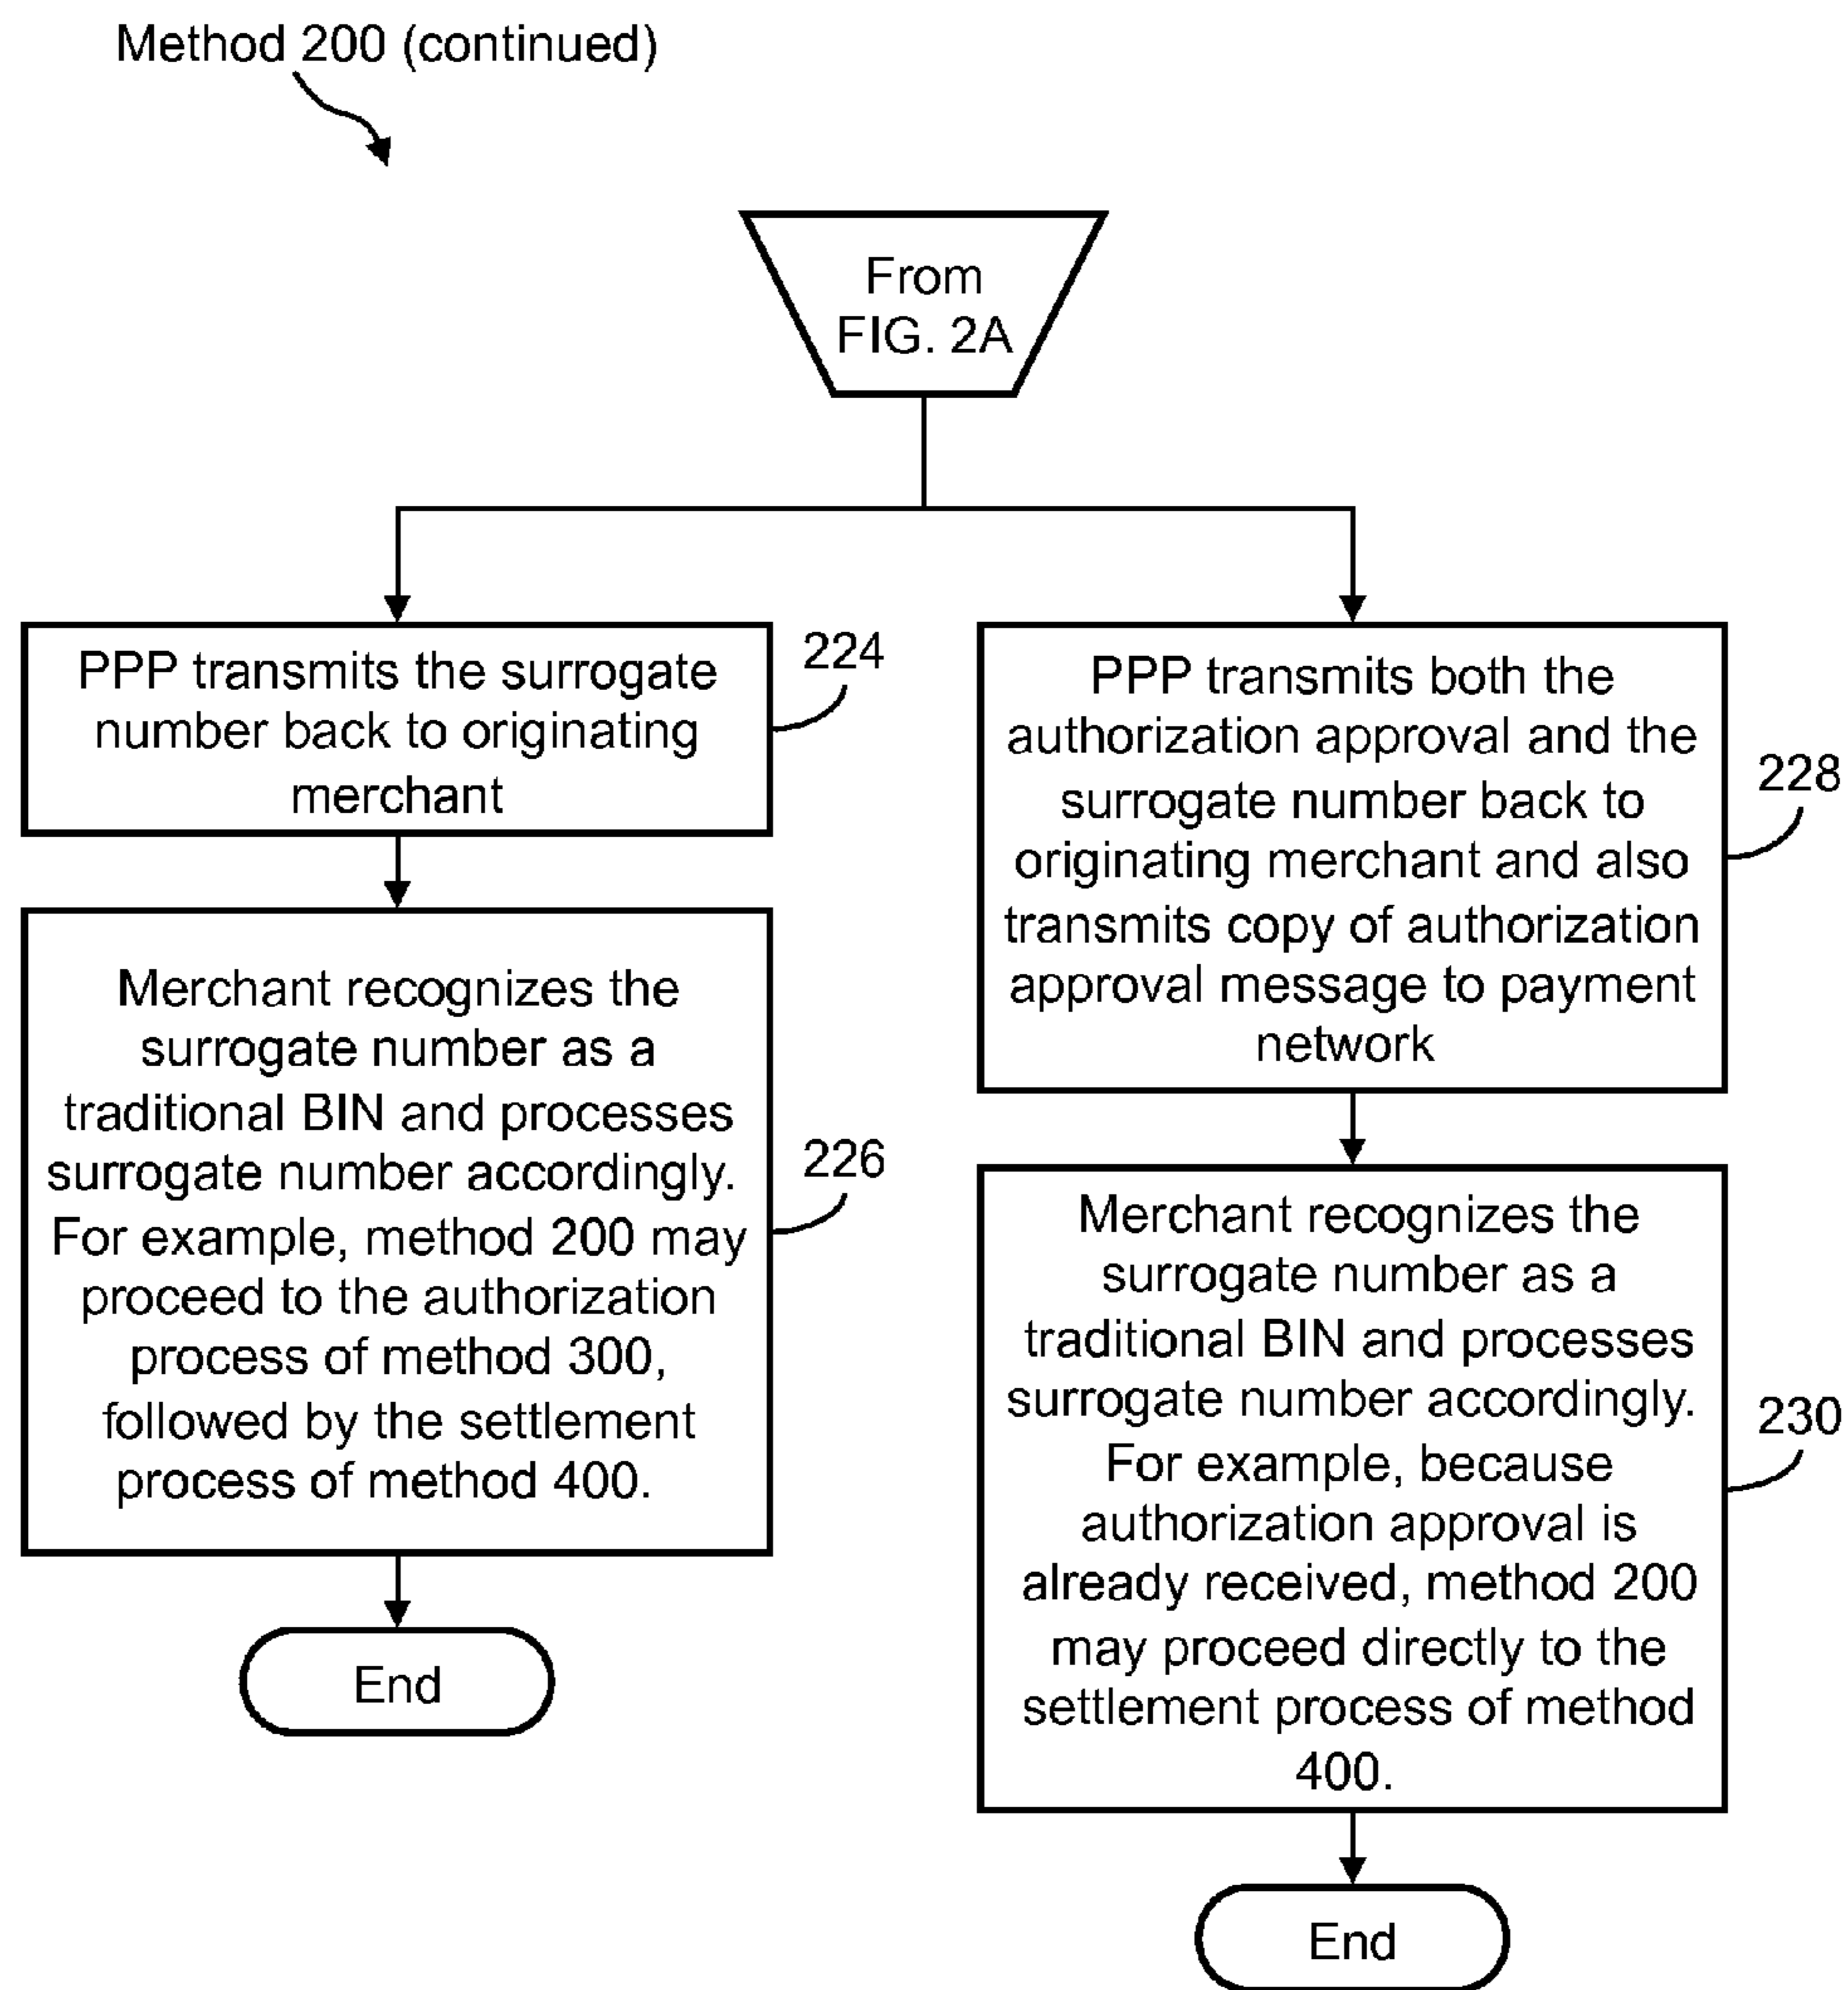 Method 200 (continued)
From
FIG. 2A
PPP transmits the surrogate
number back to originating
merchant
224
Merchant recognizes the
surrogate number as a
traditional BIN and processes
surrogate number accordingly.
For example, method 200 may
proceed to the authorization
process of method 300,
followed by the settlement
process of method 400.
226
End
PPP transmits both the
authorization approval and the
surrogate number back to
originating merchant and also
transmits copy of authorization
approval message to payment
network
228
Merchant recognizes the
surrogate number as a
traditional BIN and processes
surrogate number accordingly.
For example, because
authorization approval is
already received, method 200
may proceed directly to the
settlement process of method
400.
230
End